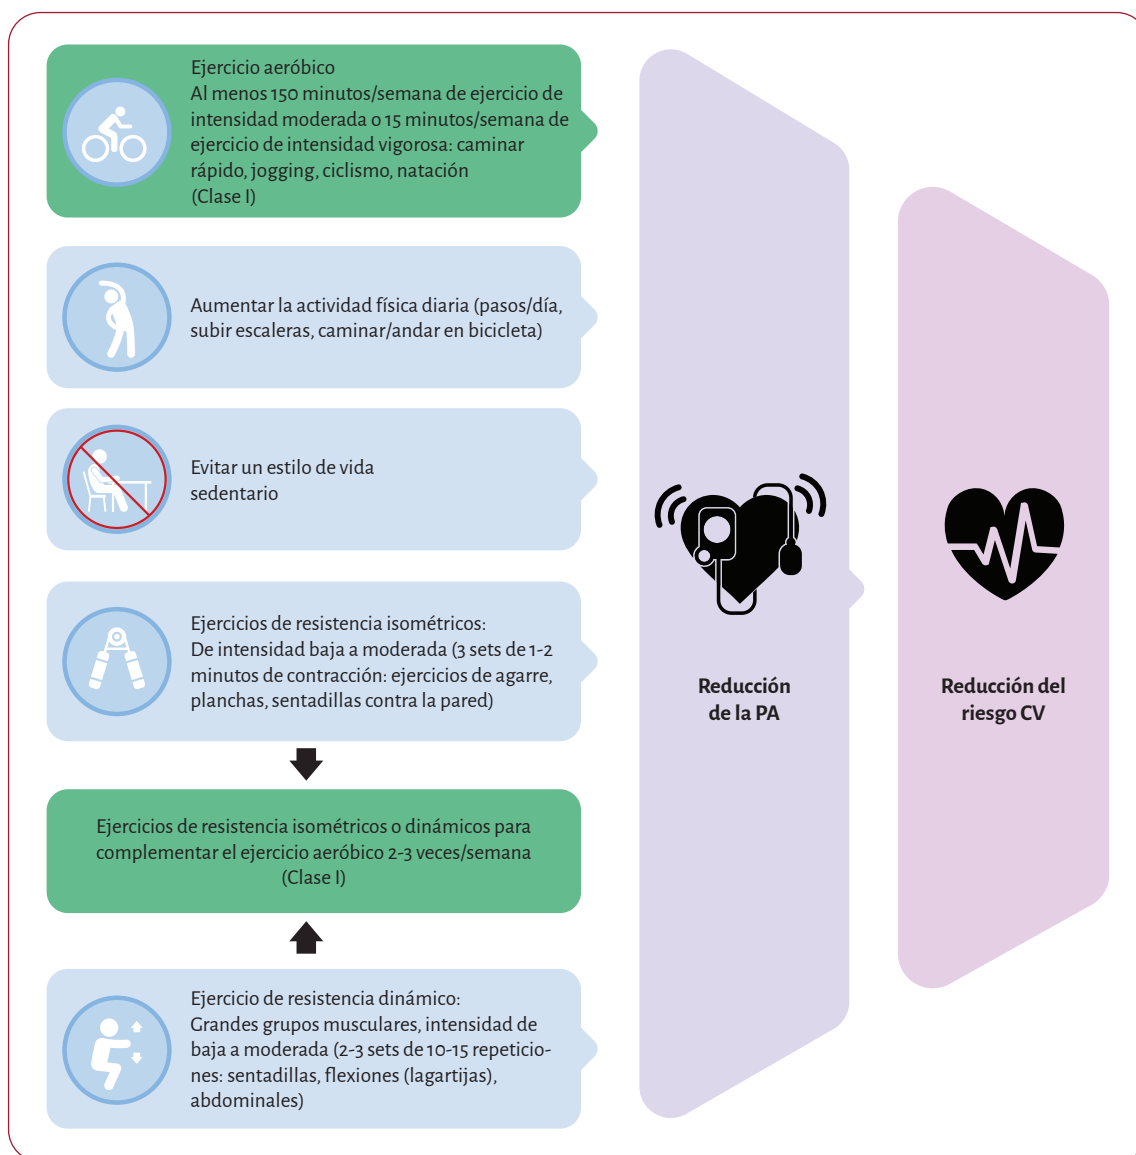 Ejercicio aeróbico
Al menos 150 minutos/semana de ejercicio de
intensidad moderada o 15 minutos/semana de
ejercicio de intensidad vigorosa: caminar
rápido, jogging, ciclismo, natación
(Clase I)
Aumentar la actividad física diaria (pasos/día,
subir escaleras, caminar/andar en bicicleta)
Evitar un estilo de vida
sedentario
Ejercicios de resistencia isométricos:
De intensidad baja a moderada (3 sets de 1-2
minutos de contracción: ejercicios de agarre,
planchas, sentadillas contra la pared)
Ejercicios de resistencia isométricos o dinámicos para
complementar el ejercicio aeróbico 2-3 veces/semana
(Clase I)
Ejercicio de resistencia dinámico:
Grandes grupos musculares, intensidad de
baja a moderada (2-3 sets de 10-15 repeticio-
nes: sentadillas, flexiones (lagartijas),
abdominales)
Reducción
de la PA
Reducción del
riesgo CV